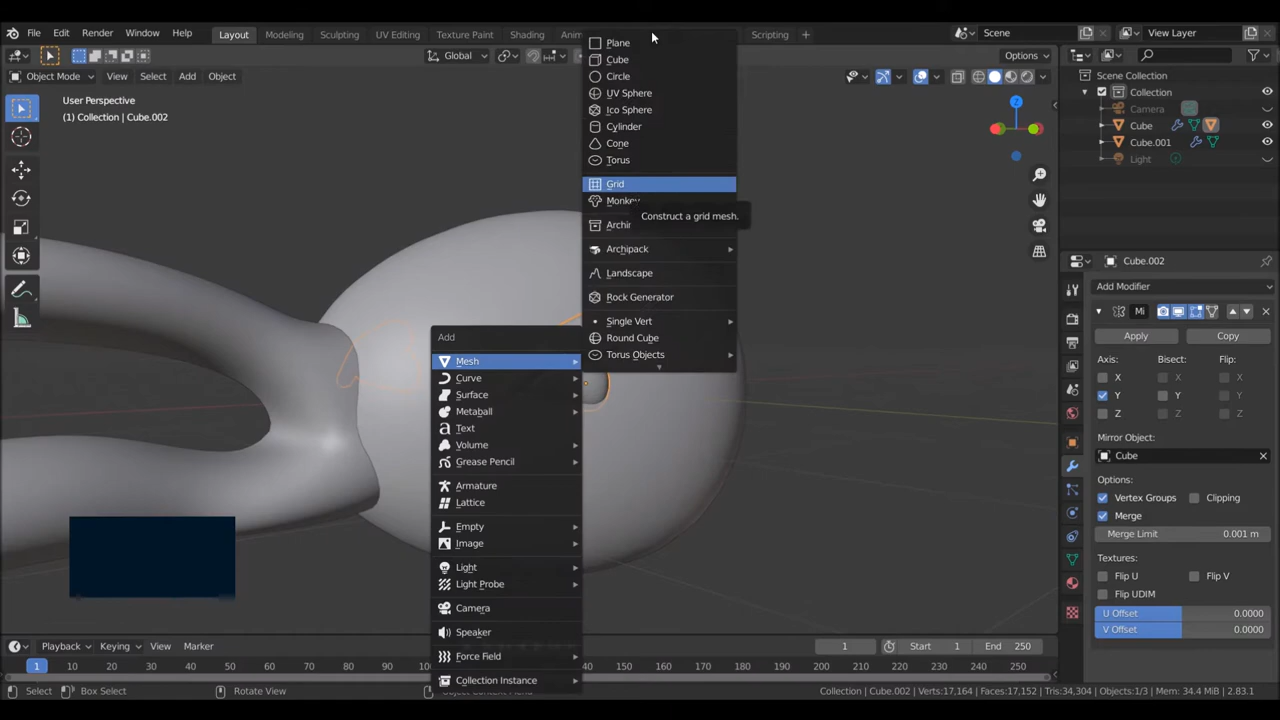 File Edit Render Window Help Layout Modeling Sculpting UV Editing Texture Paint Shading Scripting + Scene View Layer
Global Options
Object Mode View Select Add Object
User Perspective
(1) Collection | Cube.002
Plane
Cube
Circle
UV Sphere
Ico Sphere
Cylinder
Cone
Torus
Grid
Monkey
Construct a grid mesh.
Archipack
Landscape
Rock Generator
Single Vert
Round Cube
Torus Objects
Add
Mesh
Curve
Surface
Metaball
Text
Volume
Grease Pencil
Armature
Lattice
Empty
Image
Light
Light Probe
Camera
Speaker
Force Field
Collection Instance
Z
Scene Collection
Collection
Camera
Cube
Cube.001
Light
Cube.002
Add Modifier
Mi
Apply Copy
Axis: Bisect: Flip:
X X X
Y Y Y
Z Z Z
Mirror Object:
Cube
Options:
Vertex Groups Clipping
Merge
Merge Limit 0.001 m
Textures:
Flip U Flip V
Flip UDIM
U Offset 0.0000
V Offset 0.0000
Playback Keying View Marker 1 Start 1 End 250
1 10 20 30 40 50 60 70 80 90 140 150 160 170 180 190 200 210 220 230 240 250
Select Box Select Rotate View Object Context Menu Collection | Cube.002 | Verts:17,164 | Faces:17,152 | Tris:34,304 | Objects:1/3 | Mem: 34.4 MiB | 2.83.1